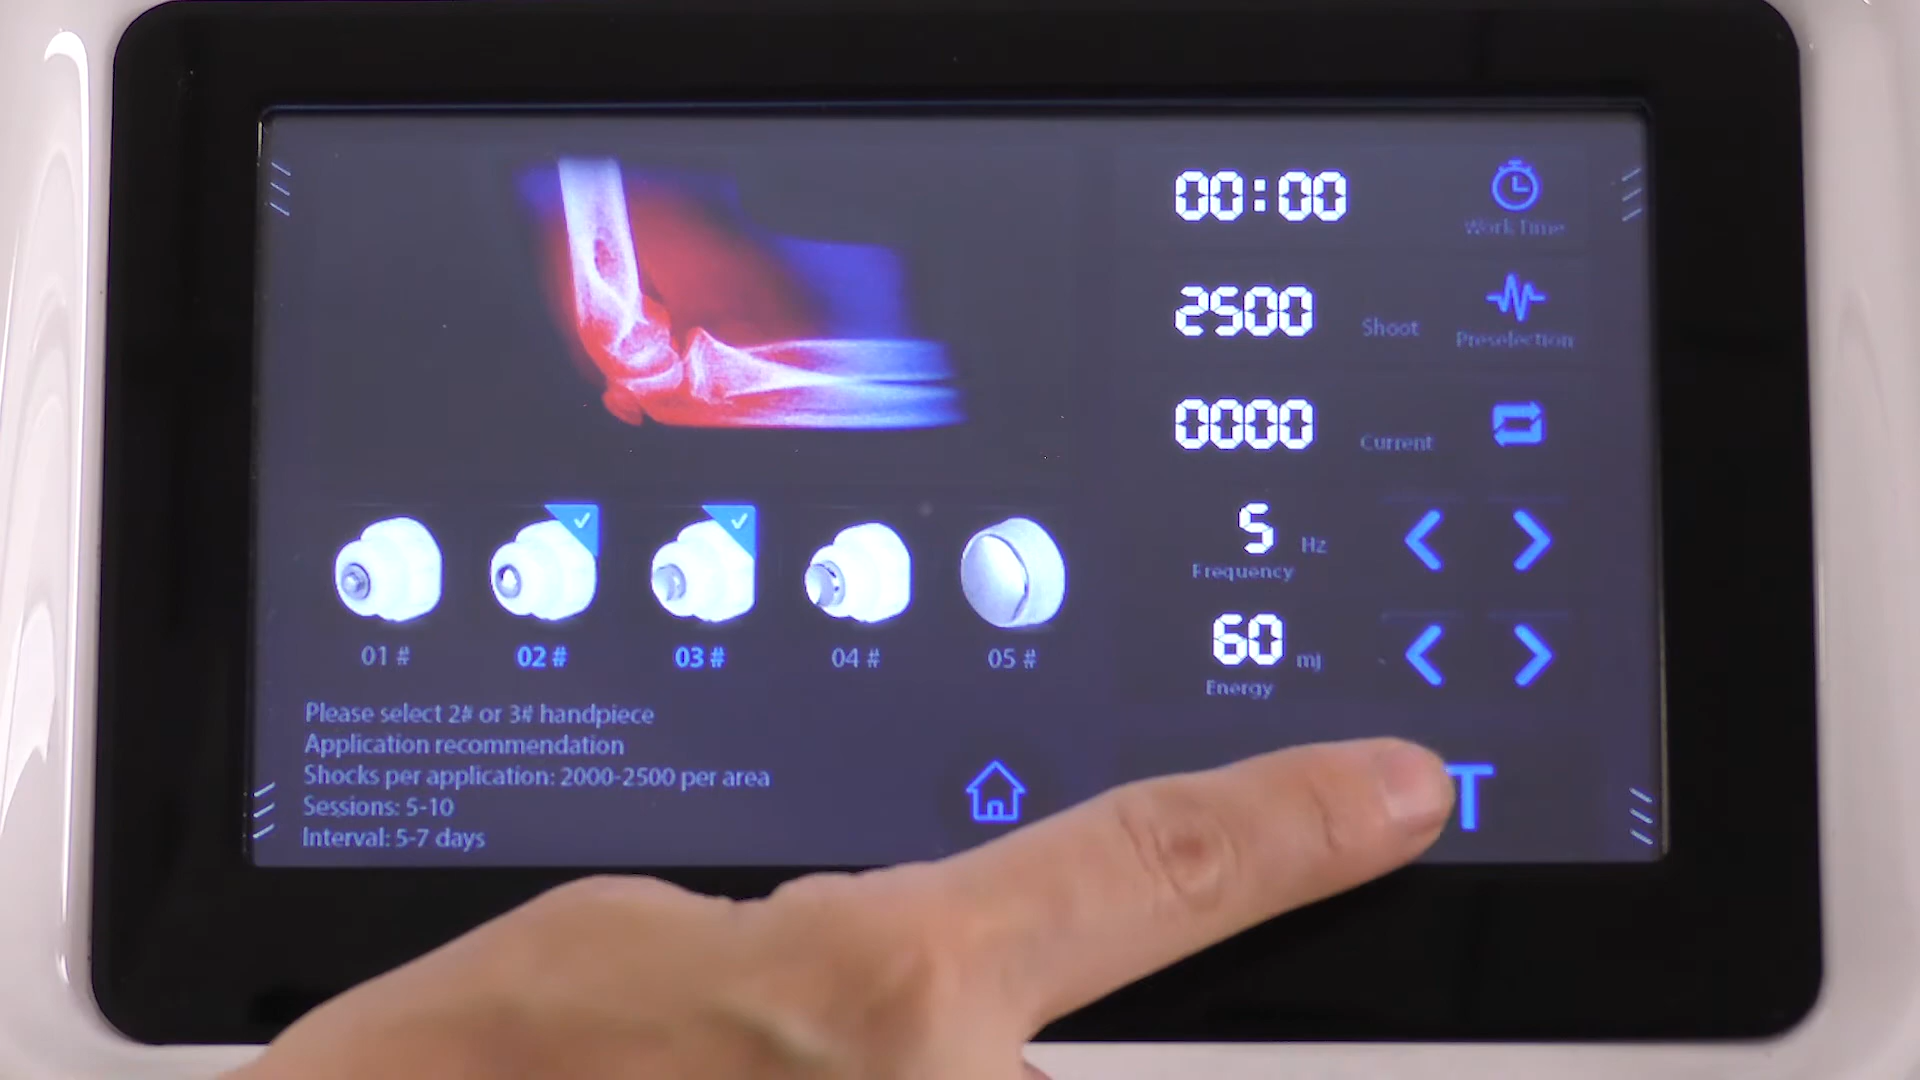 00:00
Work Time
2500 Shoot
Preselection
0000 Current
5 Hz
Frequency
60 mJ
Energy
01 # 02 # 03 # 04 # 05 #
Please select 2# or 3# handpiece
Application recommendation
Shocks per application: 2000-2500 per area
Sessions: 5-10
Interval: 5-7 days